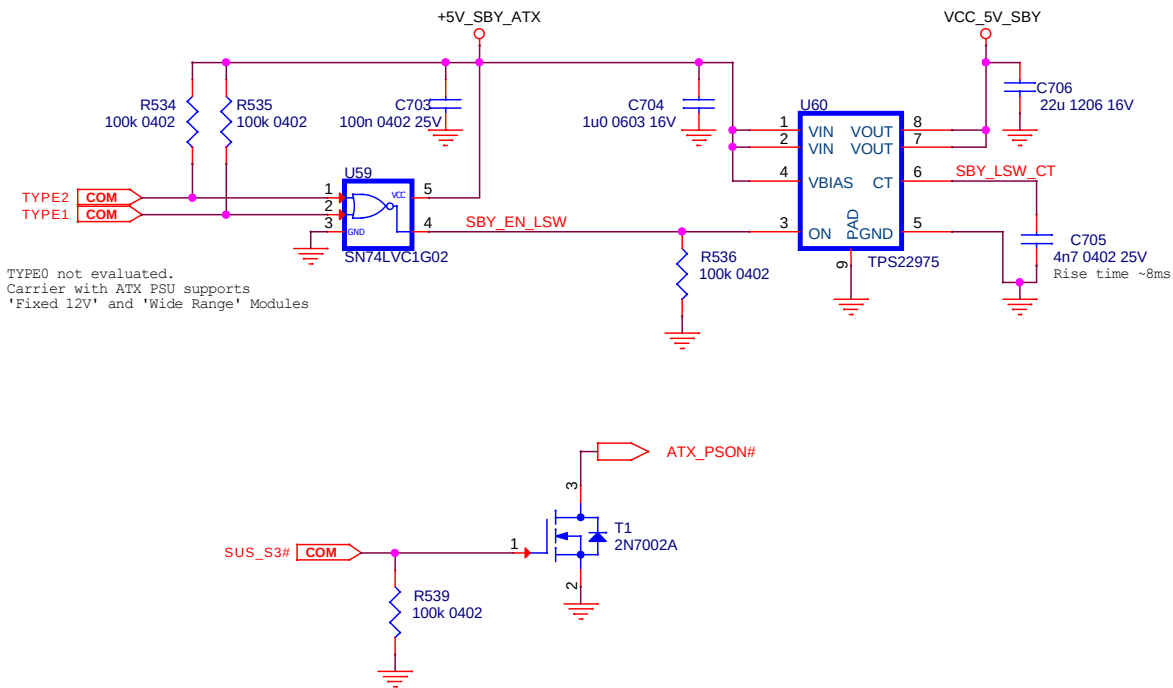 +5V_SBY_ATX
VCC_5V_SBY
R534
100k 0402
R535
100k 0402
C703
100n 0402 25V
C704
1u0 0603 16V
C706
22u 1206 16V
U60
1 VIN VOUT 8
2 VIN VOUT 7
4 VBIAS CT 6
3 ON PGND 5
PAD
9
TPS22975
SBY_LSW_CT
C705
4n7 0402 25V
Rise time ~8ms
TYPE2 COM
TYPE1 COM
U59
1 VCC 5
2
3 GND 4
SN74LVC1G02
SBY_EN_LSW
R536
100k 0402
TYPE0 not evaluated.
Carrier with ATX PSU supports
'Fixed 12V' and 'Wide Range' Modules
ATX_PSON#
3
SUS_S3# COM
1
T1
2N7002A
2
R539
100k 0402